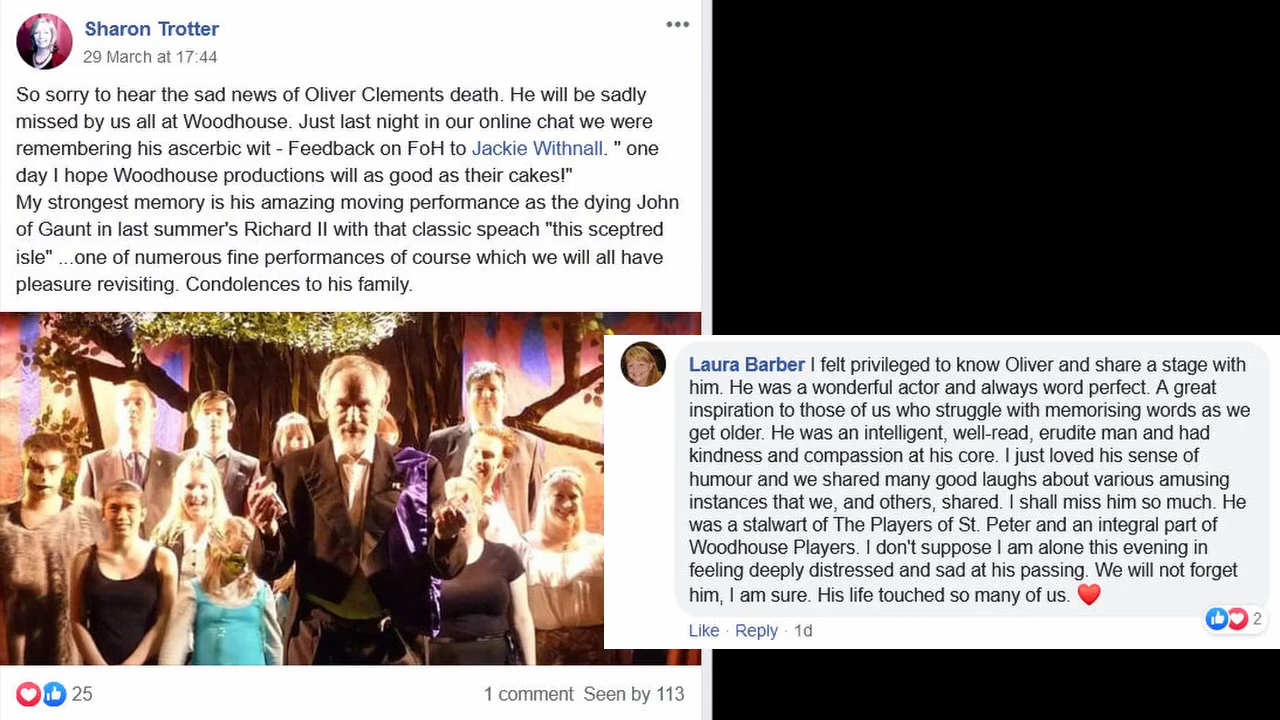 Sharon Trotter
29 March at 17:44
So sorry to hear the sad news of Oliver Clements death. He will be sadly
missed by us all at Woodhouse. Just last night in our online chat we were
remembering his ascerbic wit - Feedback on FoH to Jackie Withnall. " one
day I hope Woodhouse productions will as good as their cakes!"
My strongest memory is his amazing moving performance as the dying John
of Gaunt in last summer's Richard II with that classic speach "this sceptred
isle" ...one of numerous fine performances of course which we will all have
pleasure revisiting. Condolences to his family.
25
1 comment Seen by 113
Laura Barber I felt privileged to know Oliver and share a stage with
him. He was a wonderful actor and always word perfect. A great
inspiration to those of us who struggle with memorising words as we
get older. He was an intelligent, well-read, erudite man and had
kindness and compassion at his core. I just loved his sense of
humour and we shared many good laughs about various amusing
instances that we, and others, shared. I shall miss him so much. He
was a stalwart of The Players of St. Peter and an integral part of
Woodhouse Players. I don't suppose I am alone this evening in
feeling deeply distressed and sad at his passing. We will not forget
him, I am sure. His life touched so many of us. ❤
2
Like · Reply · 1d